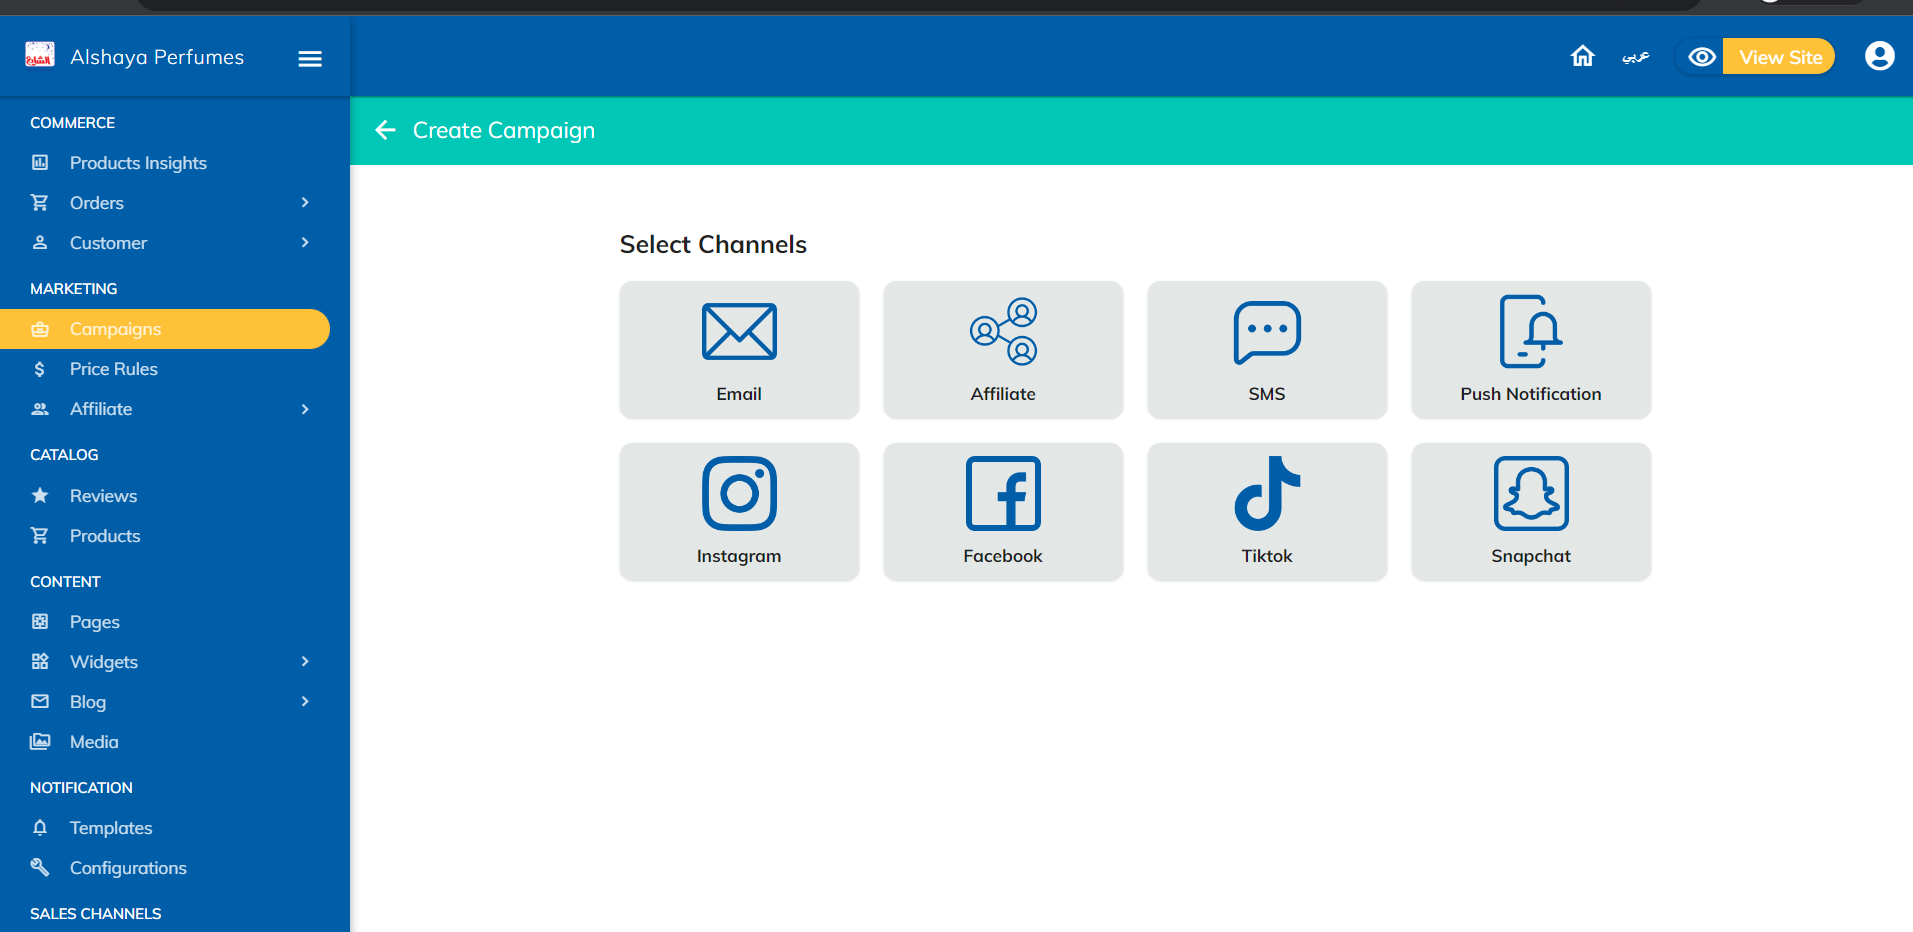 Alshaya Perfumes
عربي
View Site
Create Campaign
COMMERCE
Products Insights
Orders
Customer
MARKETING
Campaigns
Price Rules
Affiliate
CATALOG
Reviews
Products
CONTENT
Pages
Widgets
Blog
Media
NOTIFICATION
Templates
Configurations
SALES CHANNELS
Select Channels
Email
Affiliate
SMS
Push Notification
Instagram
Facebook
Tiktok
Snapchat